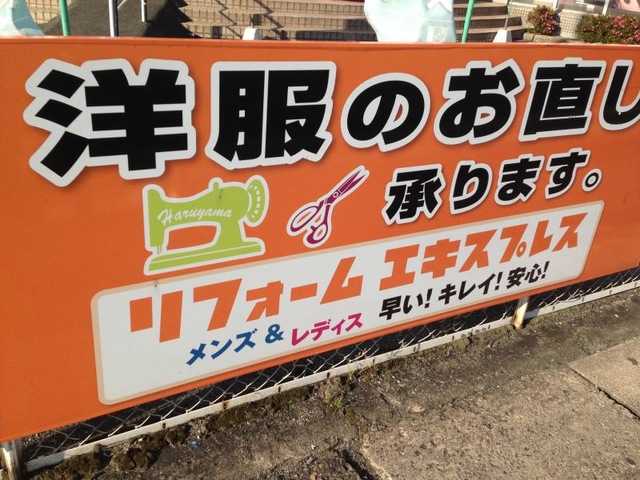 洋服のお直し
承ります。
Haruyama
リフォーム エキスプレス
メンズ & レディス 早い! キレイ! 安心!